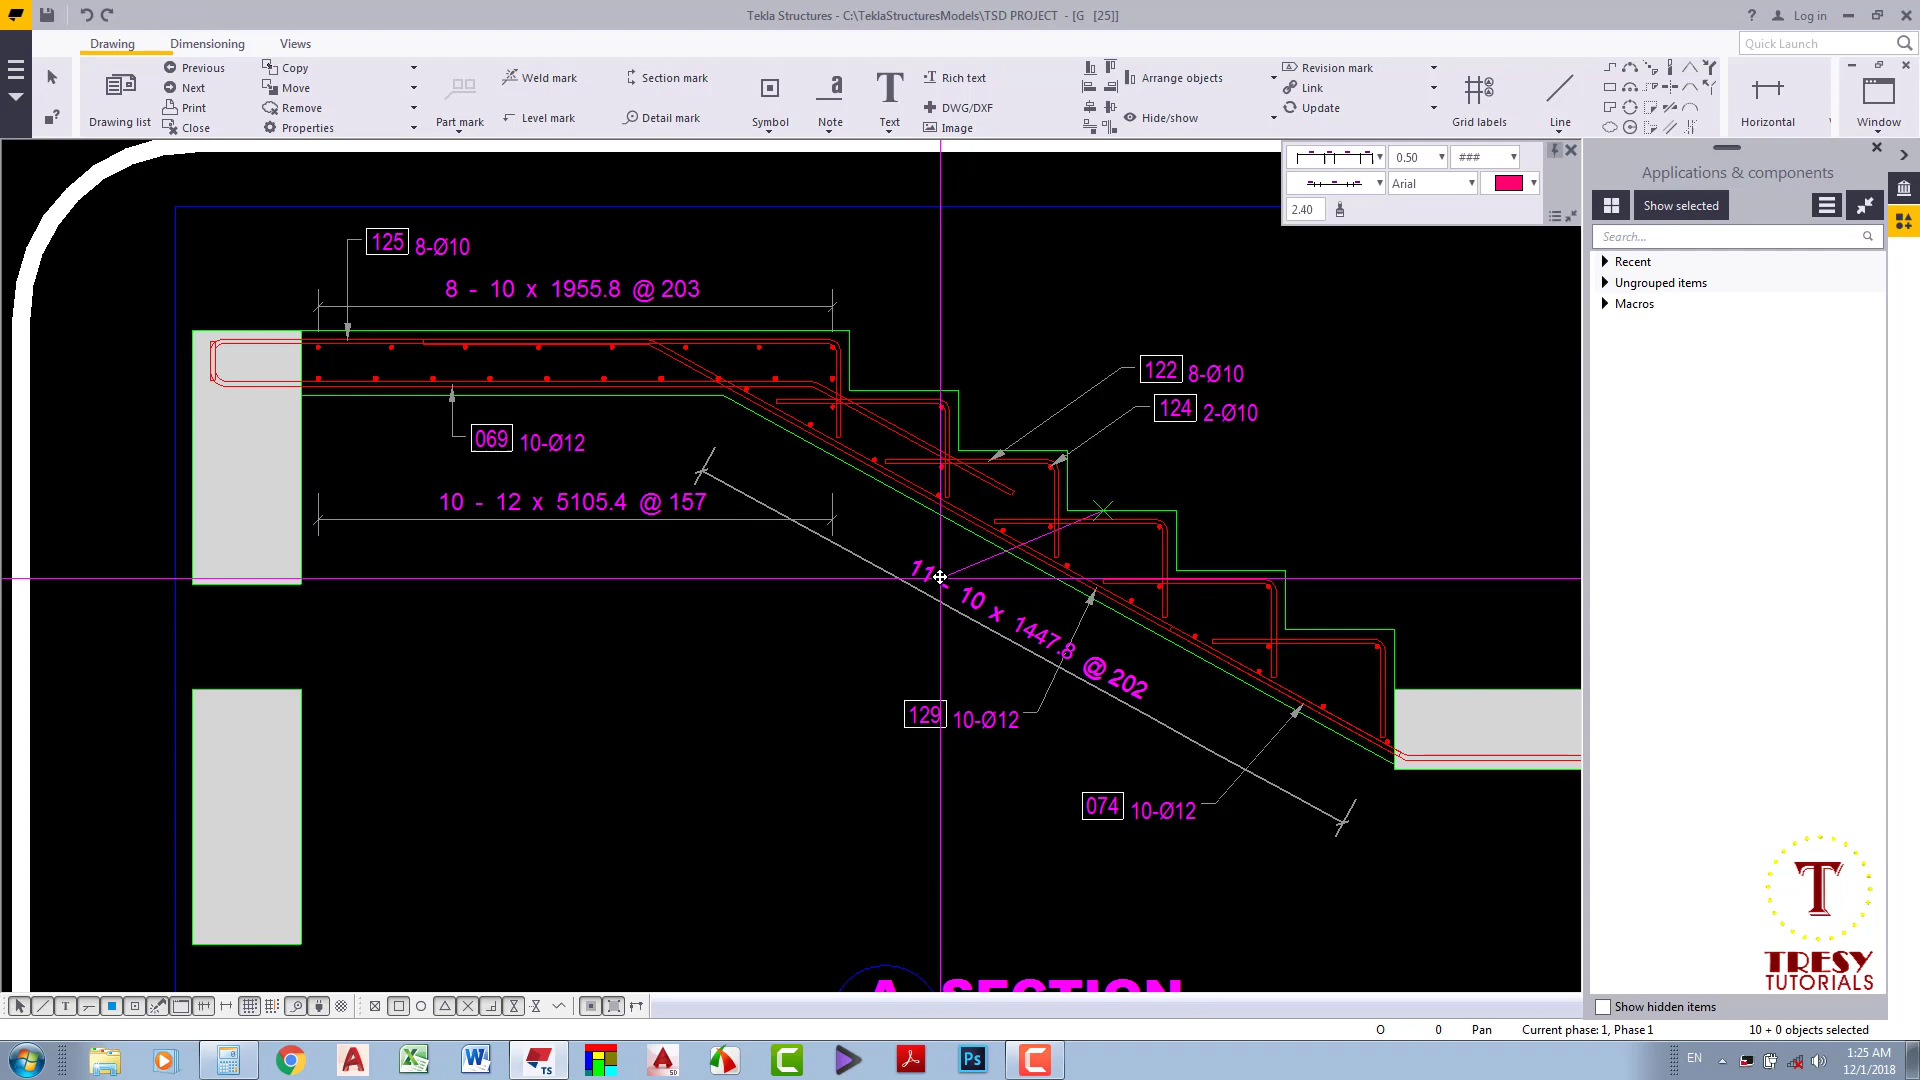 Tekla Structures - C:\TeklaStructuresModels\TSD PROJECT - [G [25]]
? Log in
Drawing Dimensioning Views
Quick Launch
Drawing list
Previous
Next
Print
Close
Copy
Move
Remove
Properties
Part mark
Weld mark
Level mark
Section mark
Detail mark
Symbol
a
Note
T
Text
Rich text
DWG/DXF
Image
Arrange objects
Hide/show
Revision mark
Link
Update
Grid labels
Line
Horizontal
Window
0.50 ###
Arial
2.40
Applications & components
Show selected
Search...
Recent
Ungrouped items
Macros
125 8-Ø10
8 - 10 x 1955.8 @ 203
122 8-Ø10
124 2-Ø10
069 10-Ø12
10 - 12 x 5105.4 @ 157
11 - 10 x 1447.8 @ 202
129 10-Ø12
074 10-Ø12
A SECTION
T
TRESY
TUTORIALS
Show hidden items
O 0 Pan Current phase: 1, Phase 1 10 + 0 objects selected
EN
1:25 AM
12/1/2018